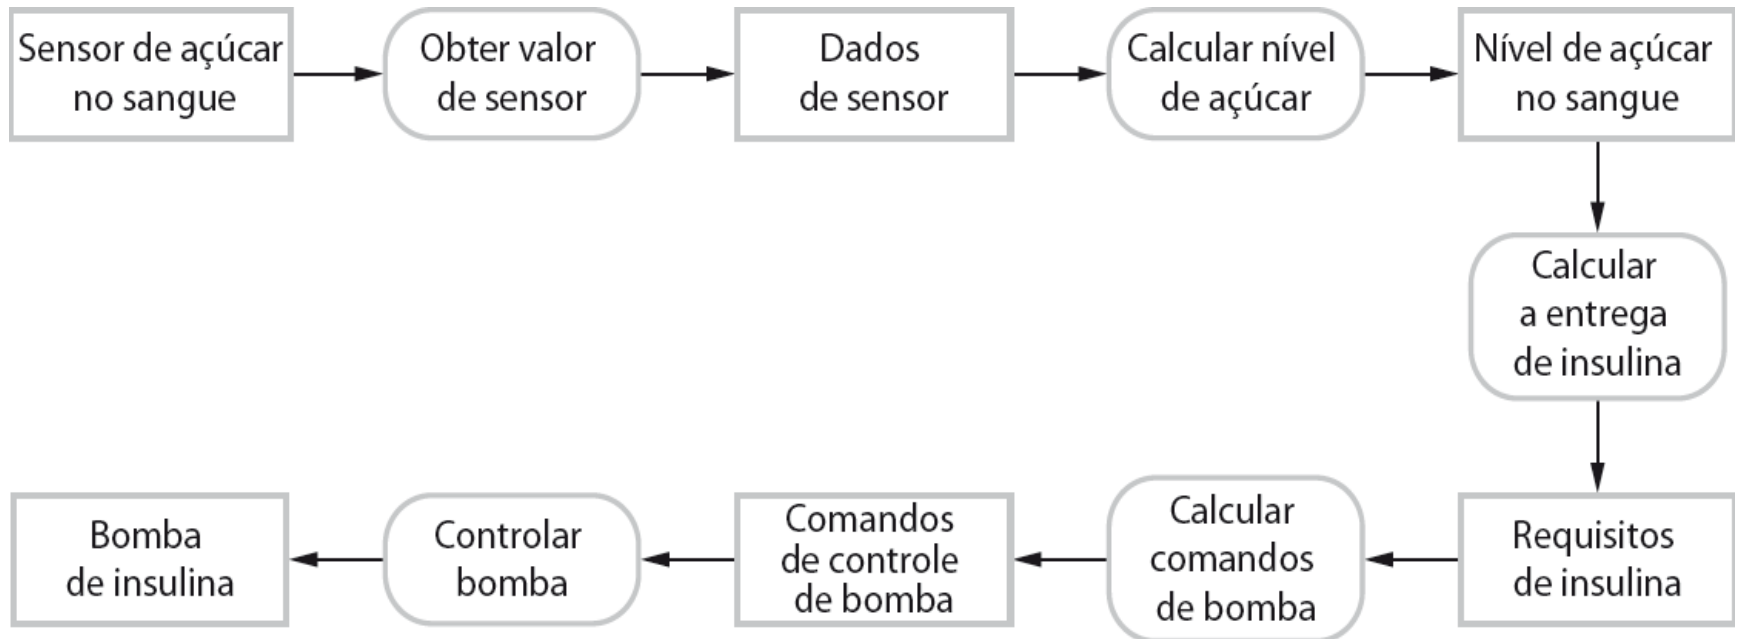 Sensor de açúcar
no sangue
Obter valor
de sensor
Dados
de sensor
Calcular nível
de açúcar
Nível de açúcar
no sangue
Calcular
a entrega
de insulina
Requisitos
de insulina
Calcular
comandos
de bomba
Comandos
de controle
de bomba
Controlar
bomba
Bomba
de insulina